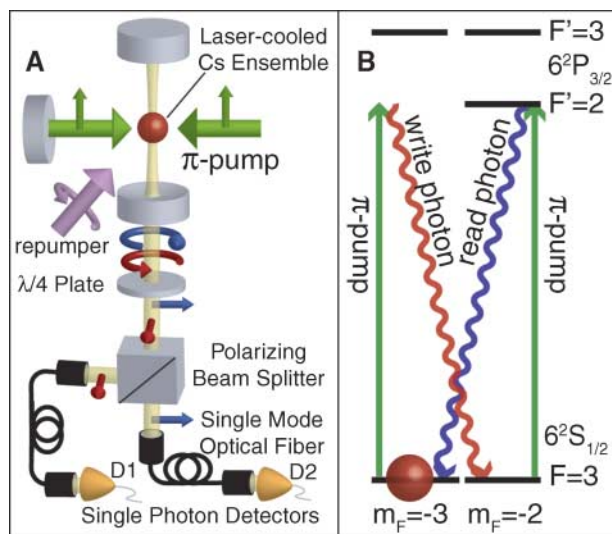 A
Laser-cooled
Cs Ensemble
π-pump
repumper
λ/4 Plate
Polarizing
Beam Splitter
Single Mode
Optical Fiber
D1
D2
Single Photon Detectors
B
F'=3
6²P3/2
F'=2
write photon
read photon
π-pump
π-pump
6²S1/2
F=3
mF=-3
mF=-2